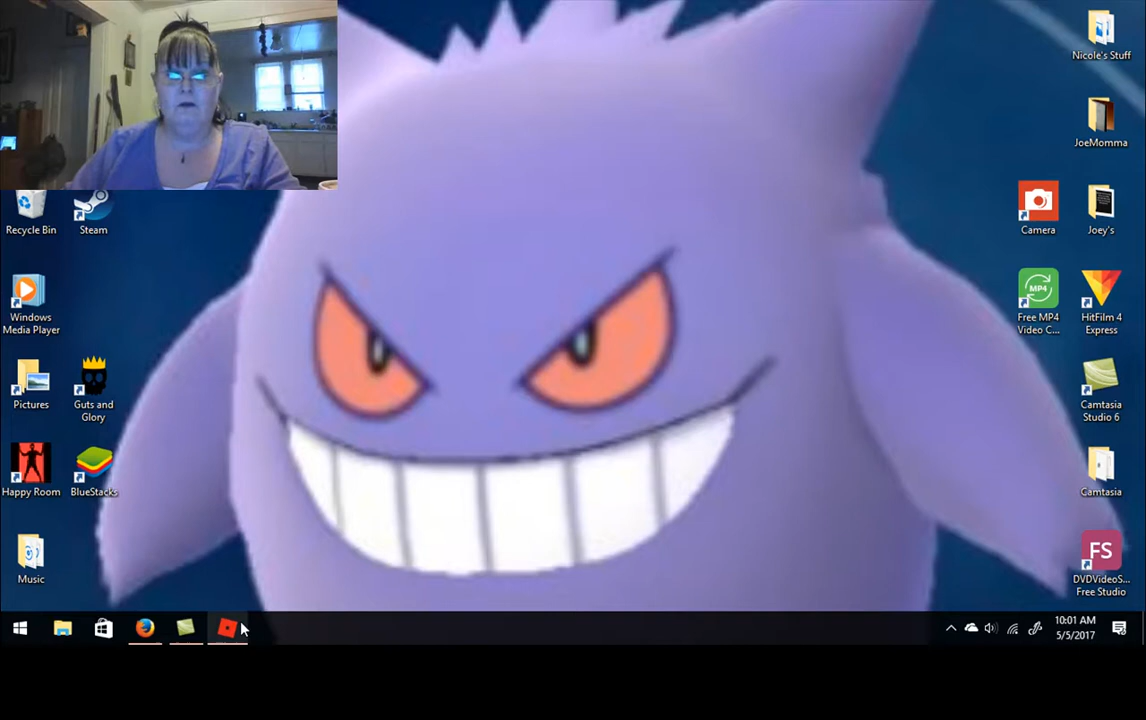 Nicole's Stuff
JoeMomma
Recycle Bin
Steam
Camera
Joey's
Windows
Media Player
MP4
Free MP4
Video C...
HitFilm 4
Express
Pictures
Guts and
Glory
Camtasia
Studio 6
Happy Room
BlueStacks
Camtasia
Music
FS
DVDVideoS...
Free Studio
10:01 AM
5/5/2017